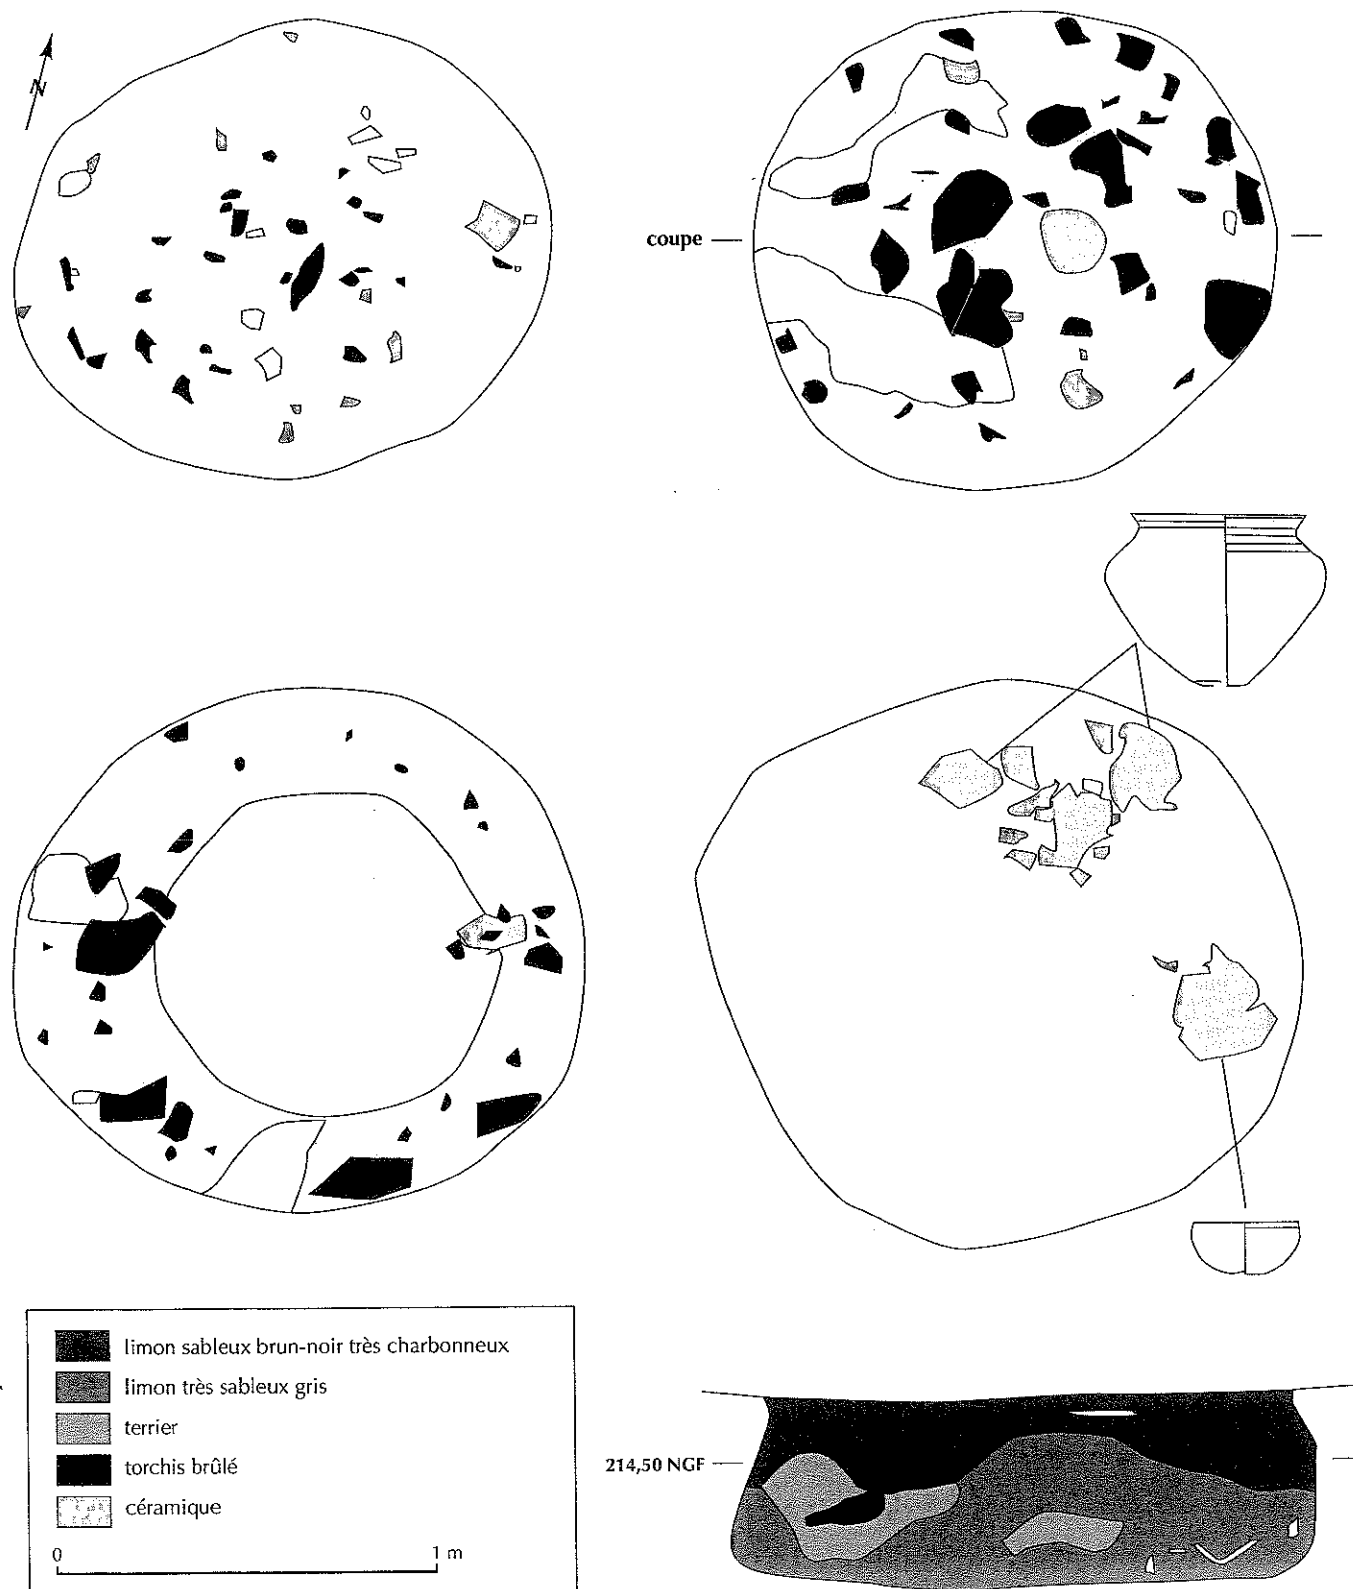 N
coupe
limon sableux brun-noir très charbonneux
limon très sableux gris
terrier
torchis brûlé
céramique
0 1 m
214,50 NGF